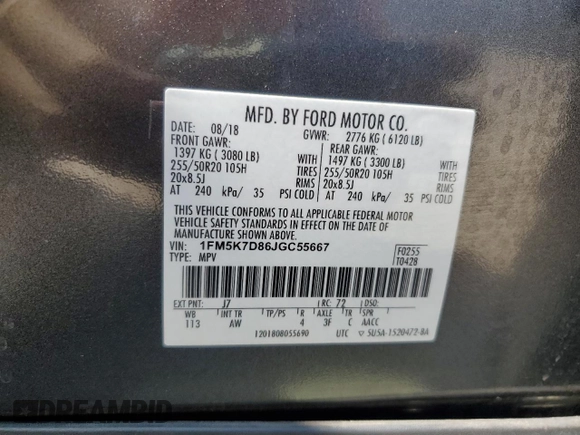 MFD. BY FORD MOTOR CO.
DATE: 08/18 GVWR: 2776 KG ( 6120 LB)
FRONT GAWR: REAR GAWR:
1397 KG ( 3080 LB) WITH 1497 KG ( 3300 LB) WITH
255/50R20 105H TIRES 255/50R20 105H TIRES
20x8.5J RIMS 20x8.5J RIMS
AT 240 kPa/ 35 PSI COLD AT 240 kPa/ 35 PSI COLD
THIS VEHICLE CONFORMS TO ALL APPLICABLE FEDERAL MOTOR
VEHICLE SAFETY STANDARDS IN EFFECT ON THE DATE OF
MANUFACTURE SHOWN ABOVE.
VIN: 1FM5K7D86JGC55667 F0255
TYPE: MPV T0428
EXT PNT: J7 RC: 72 DSO:
WB INT TR TP/PS R AXLE TR SPR
113 AW 4 3F C AACC
1201808055690 UTC SU5A-1520472-BA
DREAMBID